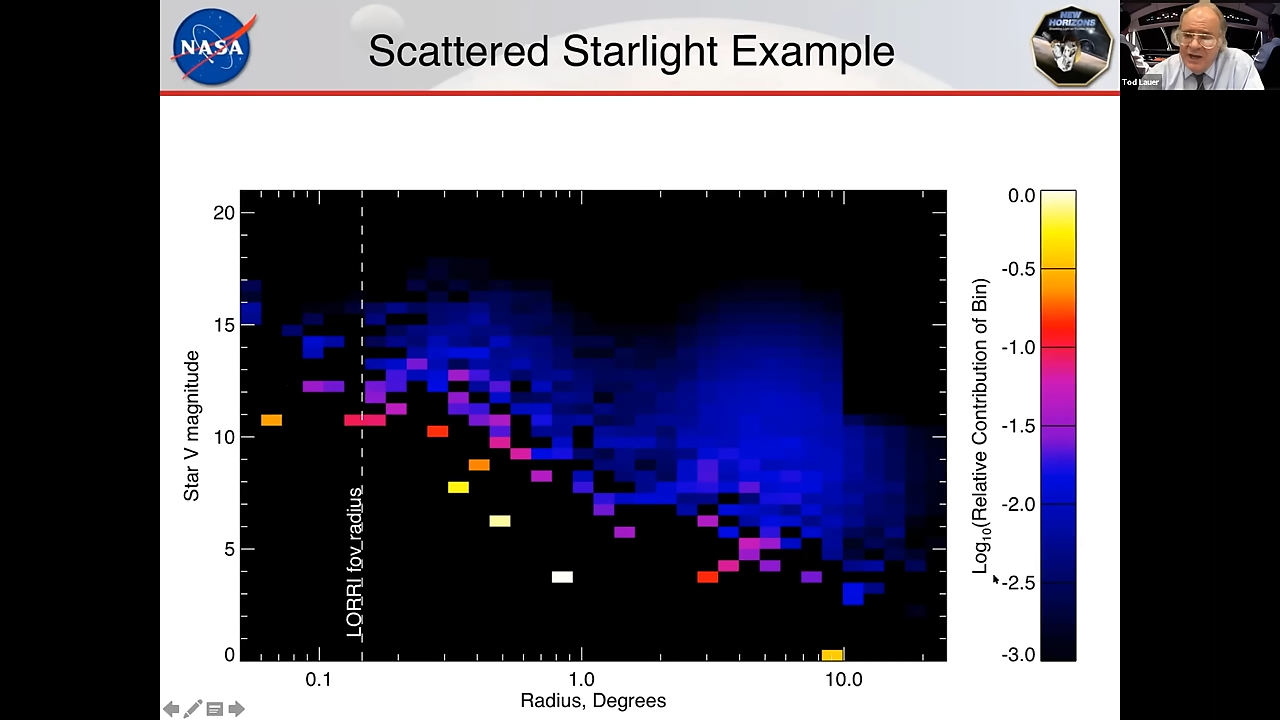 NASA
Scattered Starlight Example
NEW HORIZONS
Tod Lauer
20
15
10
5
0
Star V magnitude
LORRI fov radius
0.1
1.0
10.0
Radius, Degrees
0.0
-0.5
-1.0
-1.5
-2.0
-2.5
-3.0
Log10(Relative Contribution of Bin)